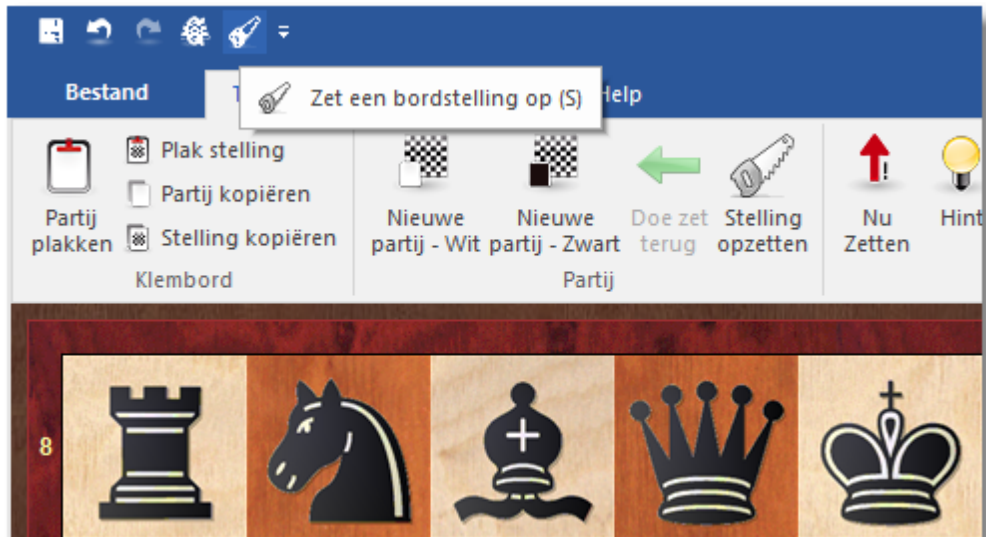 Bestand
Zet een bordstelling op (S)
Help
Plak stelling
Partij kopiëren
Stelling kopiëren
Partij
plakken
Klembord
Nieuwe
partij - Wit
Nieuwe
partij - Zwart
Doe zet
terug
Stelling
opzetten
Partij
Nu
Zetten
Hint
8